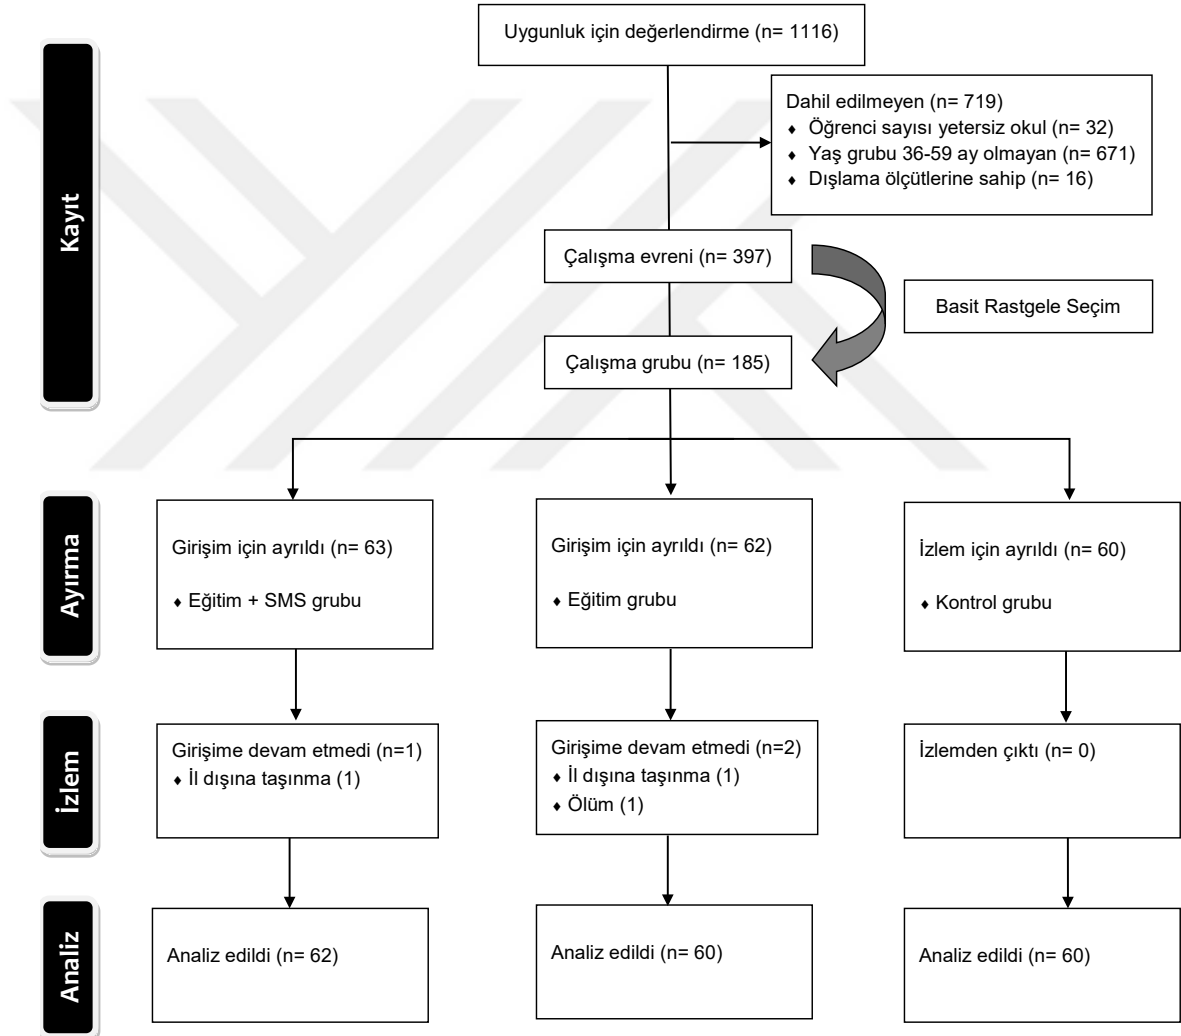 Kayıt
Uygunluk için değerlendirme (n= 1116)
Dahil edilmeyen (n= 719)
♦ Öğrenci sayısı yetersiz okul (n= 32)
♦ Yaş grubu 36-59 ay olmayan (n= 671)
♦ Dışlama ölçütlerine sahip (n= 16)
Çalışma evreni (n= 397)
Basit Rastgele Seçim
Çalışma grubu (n= 185)
Ayırma
Girişim için ayrıldı (n= 63)
♦ Eğitim + SMS grubu
Girişim için ayrıldı (n= 62)
♦ Eğitim grubu
İzlem için ayrıldı (n= 60)
♦ Kontrol grubu
İzlem
Girişime devam etmedi (n=1)
♦ İl dışına taşınma (1)
Girişime devam etmedi (n=2)
♦ İl dışına taşınma (1)
♦ Ölüm (1)
İzlemden çıktı (n= 0)
Analiz
Analiz edildi (n= 62)
Analiz edildi (n= 60)
Analiz edildi (n= 60)